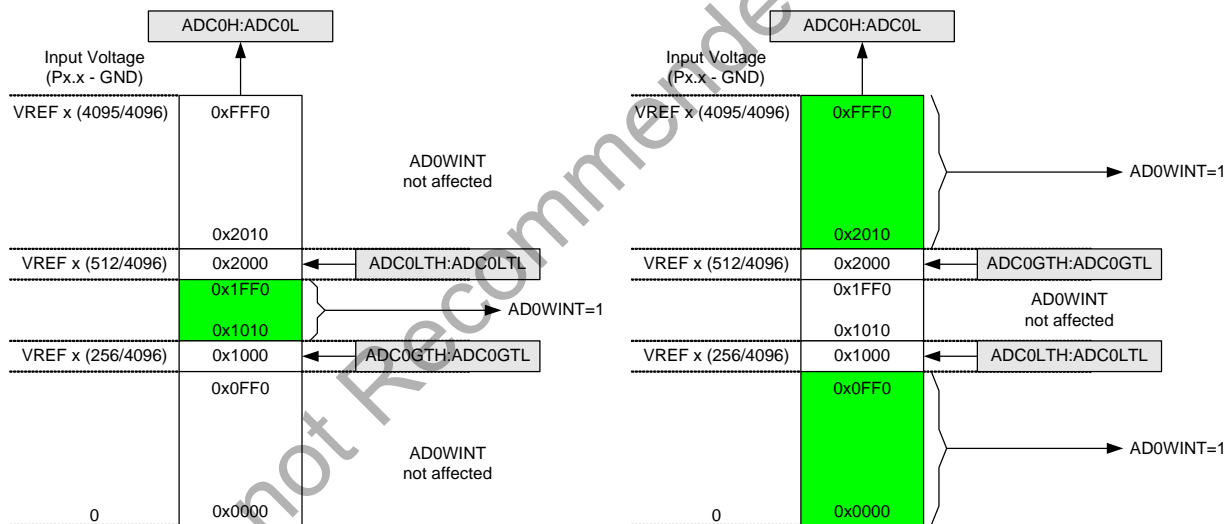 ADC0H:ADC0L
Input Voltage
(Px.x - GND)
VREF x (4095/4096)
0xFFF0
AD0WINT
not affected
0x2010
VREF x (512/4096)
0x2000
ADC0LTH:ADC0LTL
0x1FF0
AD0WINT=1
0x1010
VREF x (256/4096)
0x1000
ADC0GTH:ADC0GTL
0x0FF0
AD0WINT
not affected
0
0x0000
ADC0H:ADC0L
Input Voltage
(Px.x - GND)
VREF x (4095/4096)
0xFFF0
AD0WINT=1
0x2010
VREF x (512/4096)
0x2000
ADC0GTH:ADC0GTL
0x1FF0
AD0WINT
not affected
0x1010
VREF x (256/4096)
0x1000
ADC0LTH:ADC0LTL
0x0FF0
AD0WINT=1
0
0x0000
not Recommende